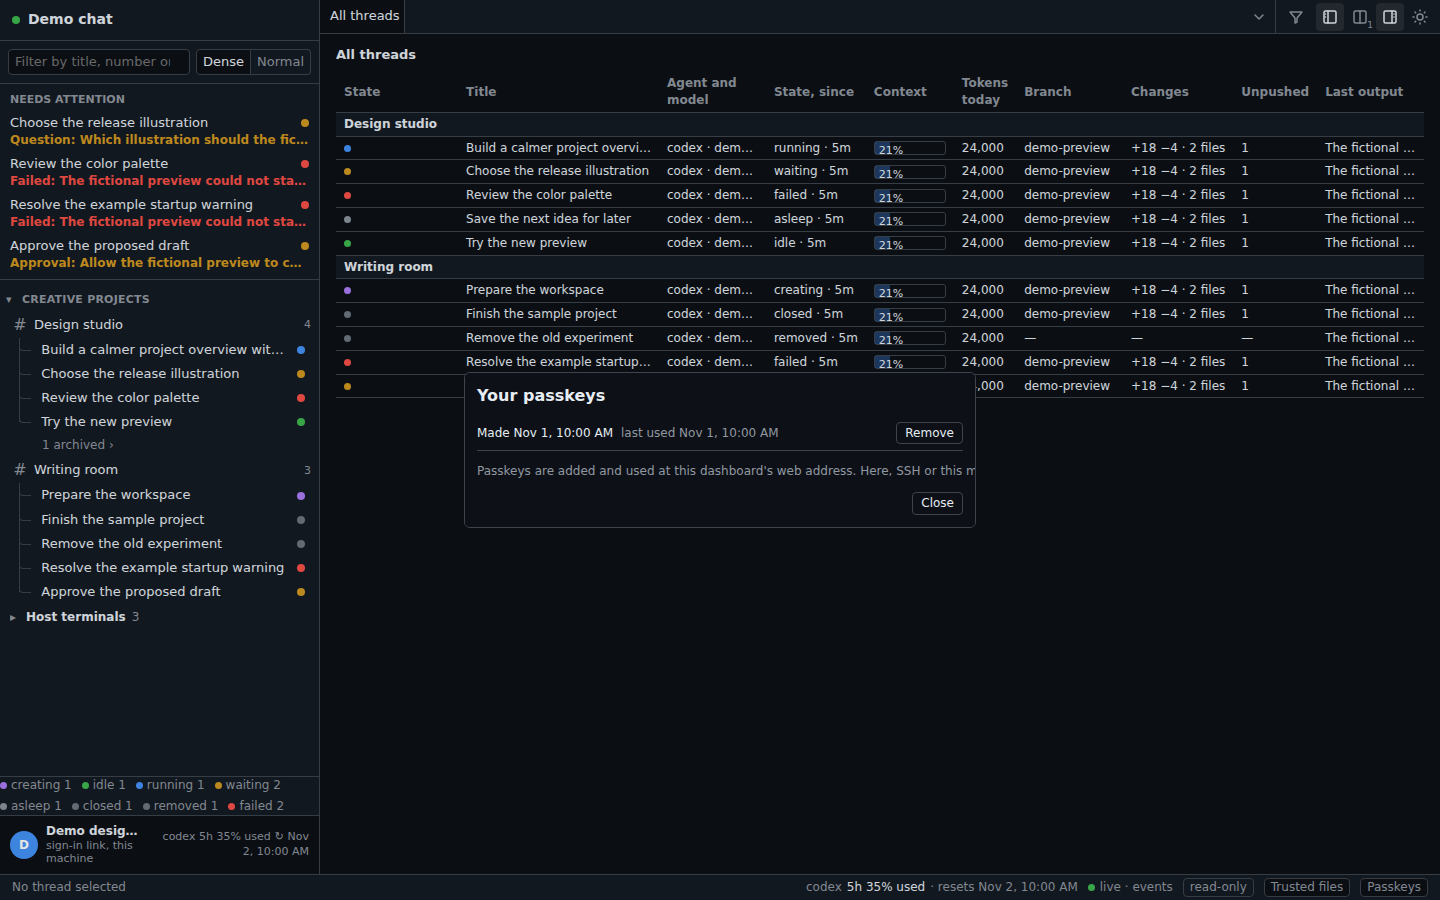 Demo chat
Filter by title, number or
Dense Normal
NEEDS ATTENTION
Choose the release illustration
Question: Which illustration should the fic…
Review the color palette
Failed: The fictional preview could not sta…
Resolve the example startup warning
Failed: The fictional preview could not sta…
Approve the proposed draft
Approval: Allow the fictional preview to c…
▾ CREATIVE PROJECTS
# Design studio 4
Build a calmer project overview wit…
Choose the release illustration
Review the color palette
Try the new preview
1 archived ›
# Writing room 3
Prepare the workspace
Finish the sample project
Remove the old experiment
Resolve the example startup warning
Approve the proposed draft
▸ Host terminals 3
creating 1 idle 1 running 1 waiting 2
asleep 1 closed 1 removed 1 failed 2
D
Demo desig…
sign-in link, this
machine
codex 5h 35% used ↻ Nov
2, 10:00 AM
All threads
1
All threads
State Title Agent and model State, since Context Tokens today Branch Changes Unpushed Last output
Design studio
Build a calmer project overvi… codex · dem… running · 5m 21% 24,000 demo-preview +18 −4 · 2 files 1 The fictional …
Choose the release illustration codex · dem… waiting · 5m 21% 24,000 demo-preview +18 −4 · 2 files 1 The fictional …
Review the color palette codex · dem… failed · 5m 21% 24,000 demo-preview +18 −4 · 2 files 1 The fictional …
Save the next idea for later codex · dem… asleep · 5m 21% 24,000 demo-preview +18 −4 · 2 files 1 The fictional …
Try the new preview codex · dem… idle · 5m 21% 24,000 demo-preview +18 −4 · 2 files 1 The fictional …
Writing room
Prepare the workspace codex · dem… creating · 5m 21% 24,000 demo-preview +18 −4 · 2 files 1 The fictional …
Finish the sample project codex · dem… closed · 5m 21% 24,000 demo-preview +18 −4 · 2 files 1 The fictional …
Remove the old experiment codex · dem… removed · 5m 21% 24,000 — — — The fictional …
Resolve the example startup… codex · dem… failed · 5m 21% 24,000 demo-preview +18 −4 · 2 files 1 The fictional …
,000 demo-preview +18 −4 · 2 files 1 The fictional …
Your passkeys
Made Nov 1, 10:00 AM last used Nov 1, 10:00 AM Remove
Passkeys are added and used at this dashboard's web address. Here, SSH or this m
Close
No thread selected
codex 5h 35% used · resets Nov 2, 10:00 AM live · events read-only Trusted files Passkeys